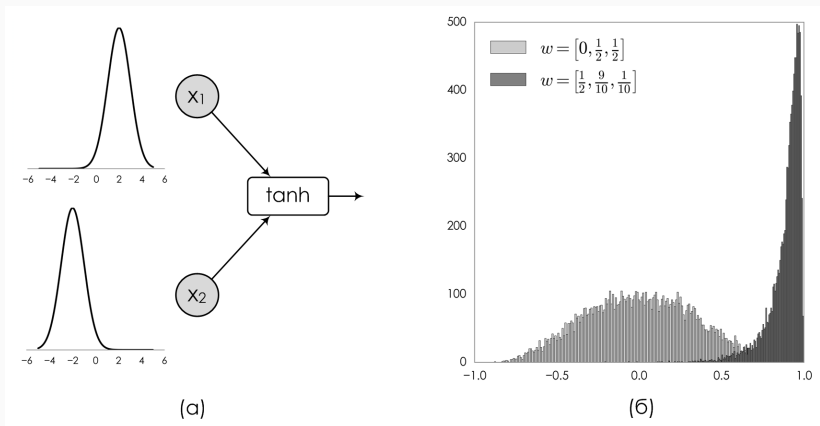 x₁
−6 −4 −2 0 2 4 6
tanh
x₂
−6 −4 −2 0 2 4 6
(а)
500
400
300
200
100
0
−1.0 −0.5 0.0 0.5 1.0
w = [0, 1/2, 1/2]
w = [1/2, 9/10, 1/10]
(б)